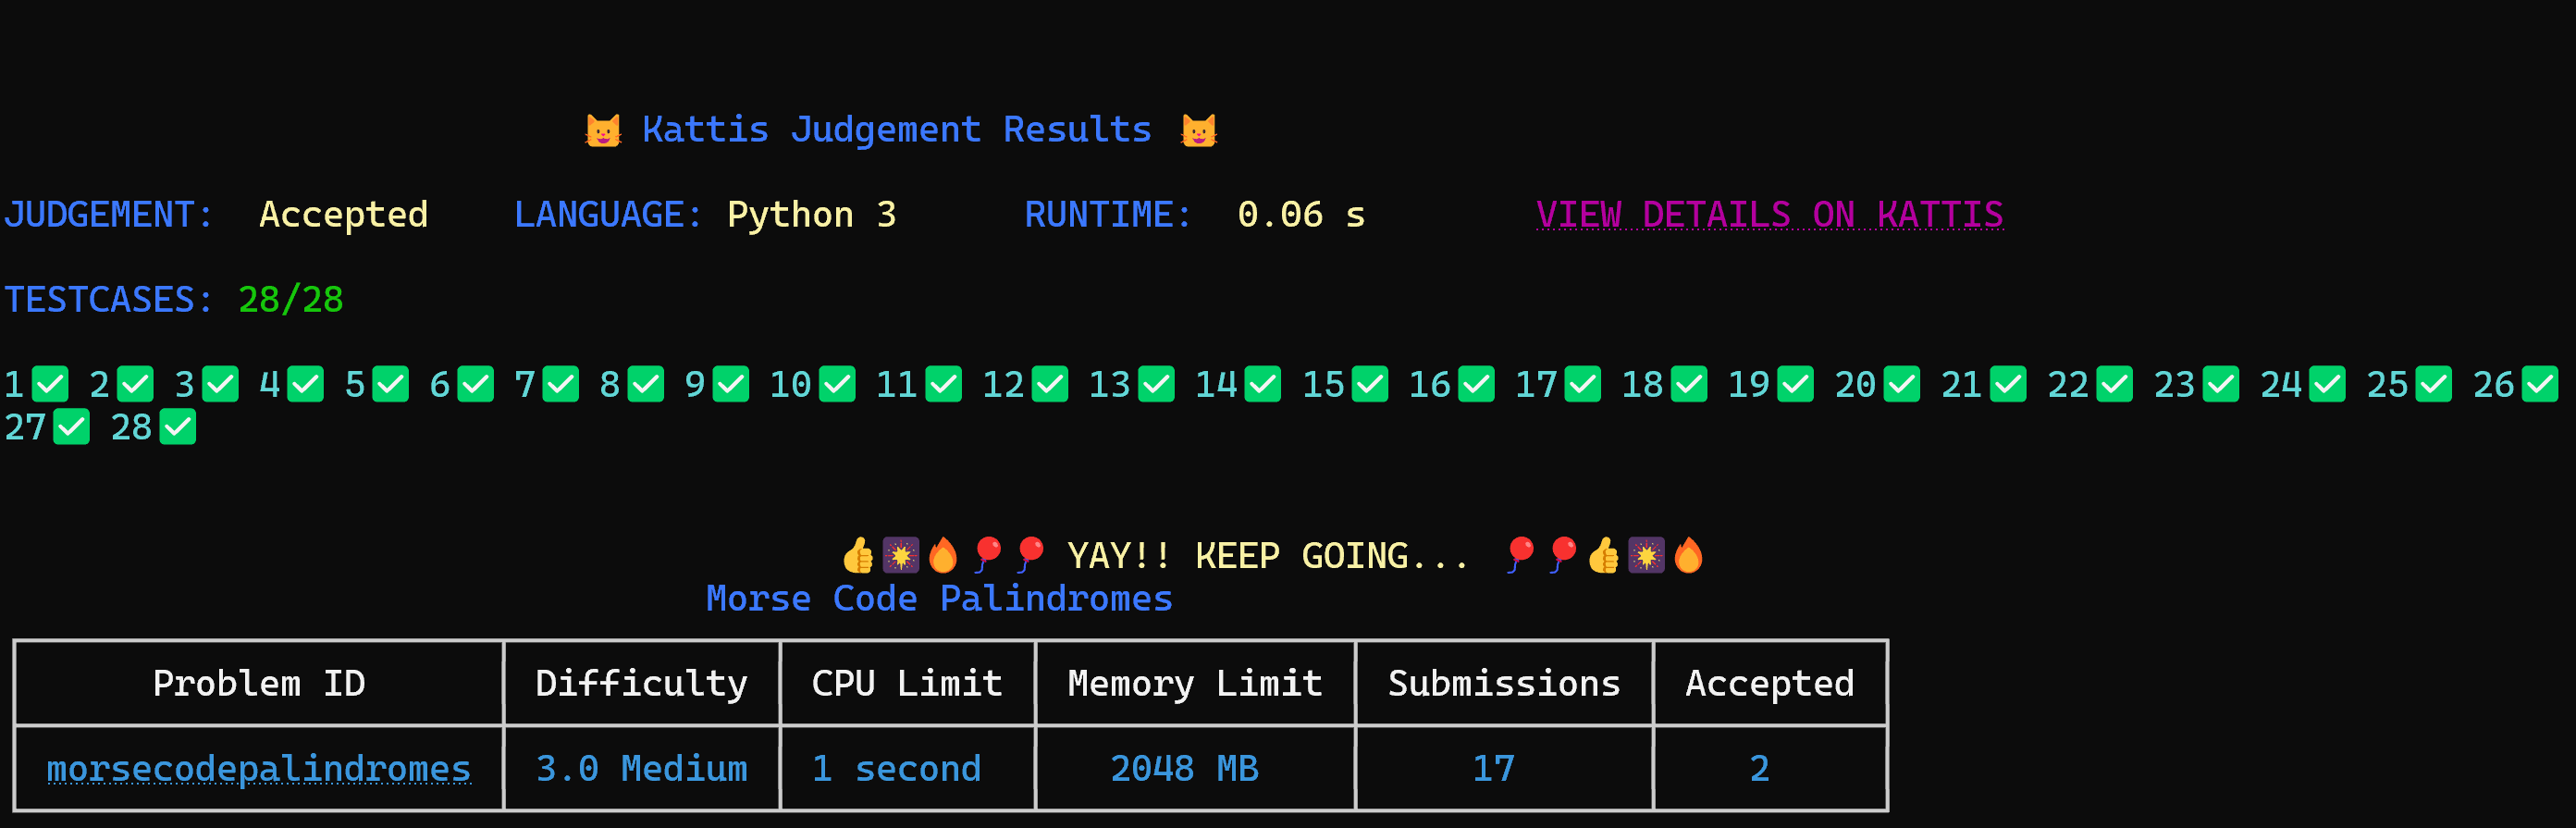 🐱 Kattis Judgement Results 🐱
JUDGEMENT: Accepted LANGUAGE: Python 3 RUNTIME: 0.06 s VIEW DETAILS ON KATTIS
TESTCASES: 28/28
1✅ 2✅ 3✅ 4✅ 5✅ 6✅ 7✅ 8✅ 9✅ 10✅ 11✅ 12✅ 13✅ 14✅ 15✅ 16✅ 17✅ 18✅ 19✅ 20✅ 21✅ 22✅ 23✅ 24✅ 25✅ 26✅
27✅ 28✅
👍🎇🔥🎈🎈 YAY!! KEEP GOING... 🎈🎈👍🎇🔥
Morse Code Palindromes
Problem ID Difficulty CPU Limit Memory Limit Submissions Accepted
morsecodepalindromes 3.0 Medium 1 second 2048 MB 17 2